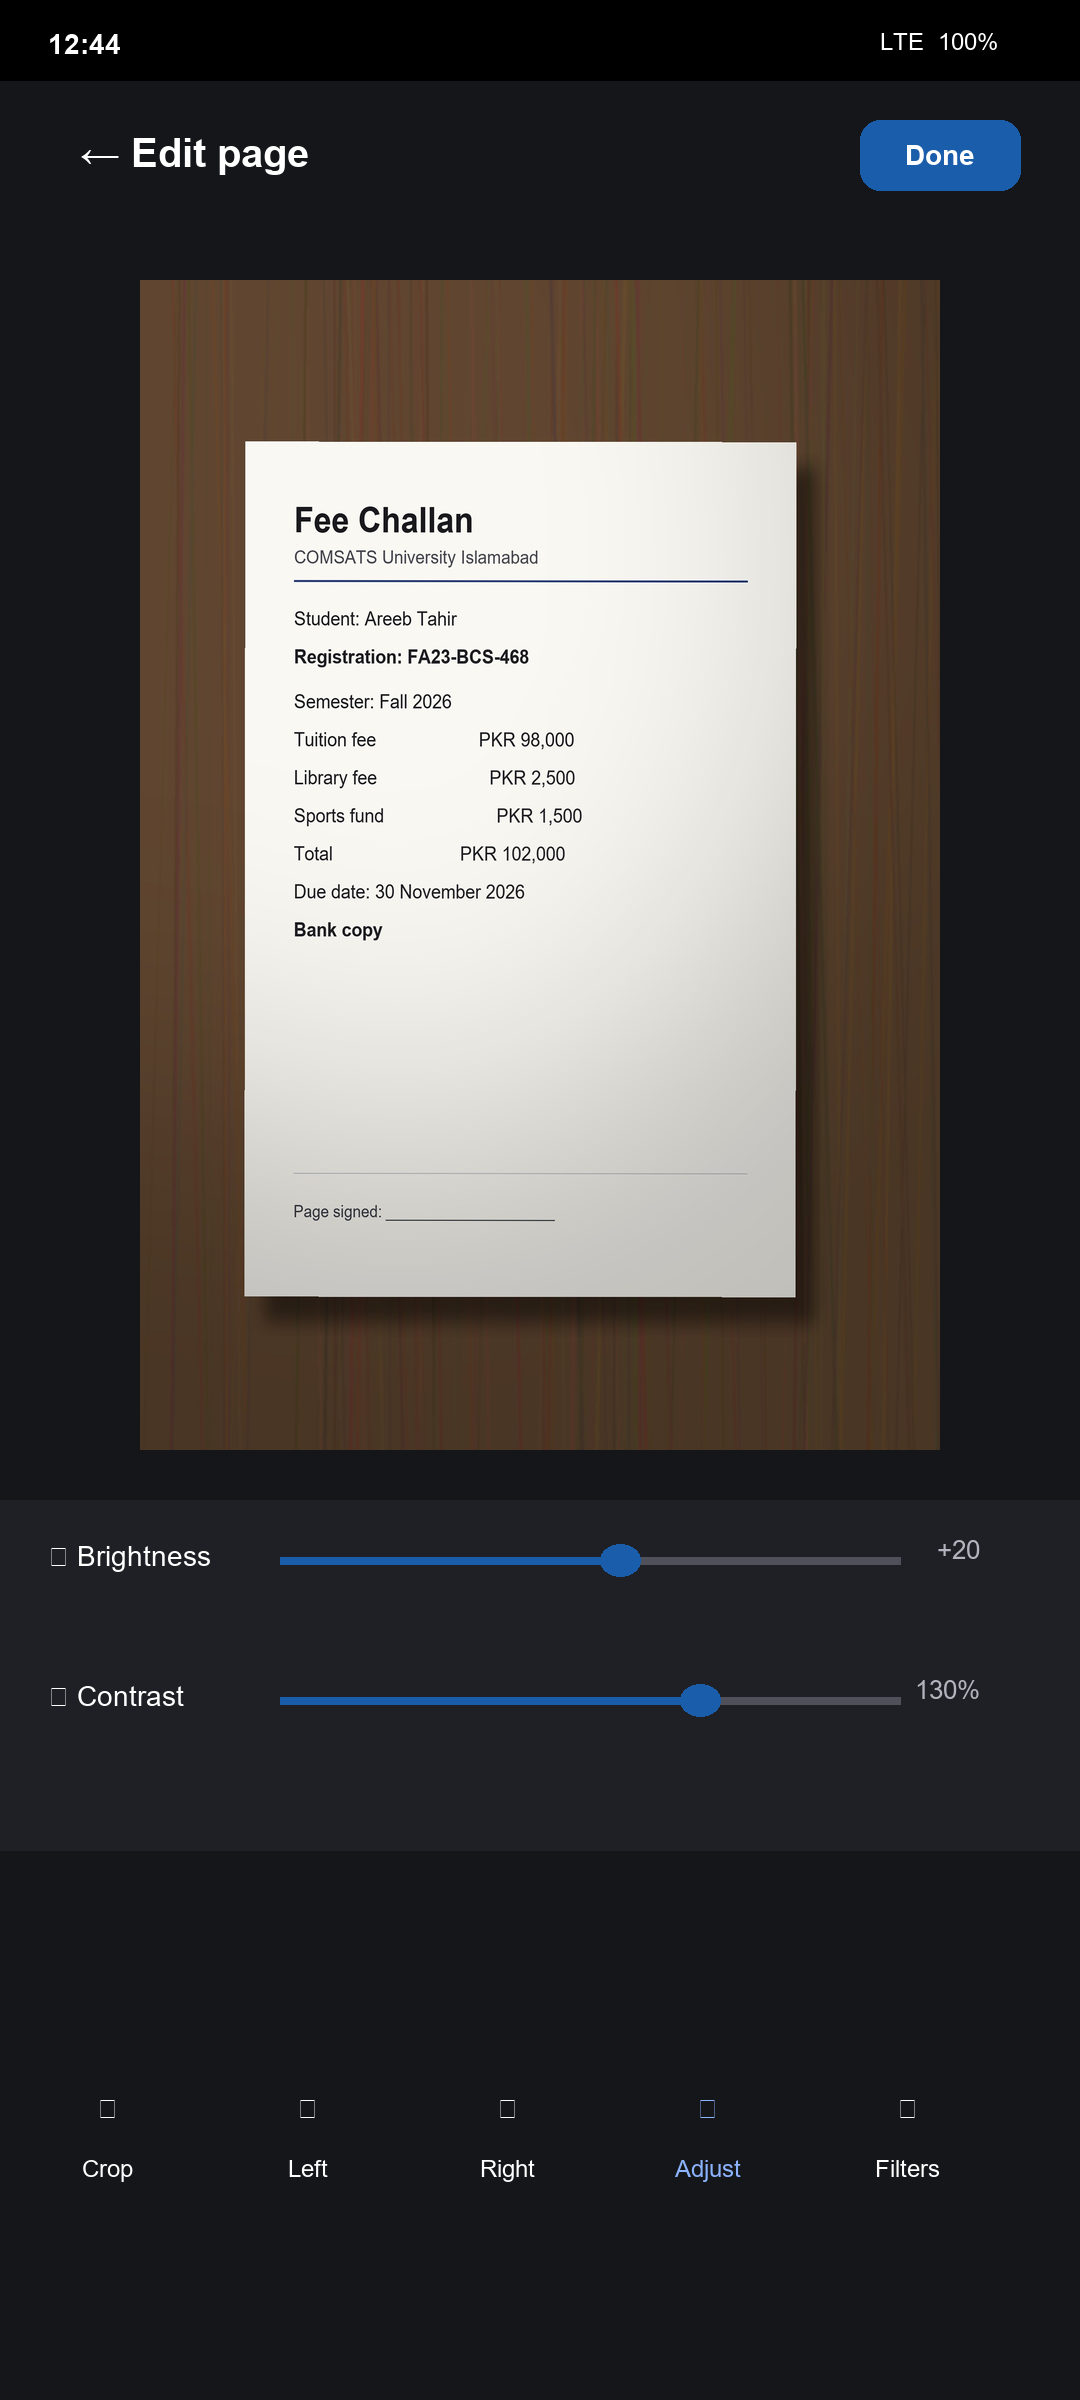 12:44 LTE 100%
← Edit page Done
Fee Challan
COMSATS University Islamabad
Student: Areeb Tahir
Registration: FA23-BCS-468
Semester: Fall 2026
Tuition fee PKR 98,000
Library fee PKR 2,500
Sports fund PKR 1,500
Total PKR 102,000
Due date: 30 November 2026
Bank copy
Page signed: ____________________
Brightness +20
Contrast 130%
Crop Left Right Adjust Filters